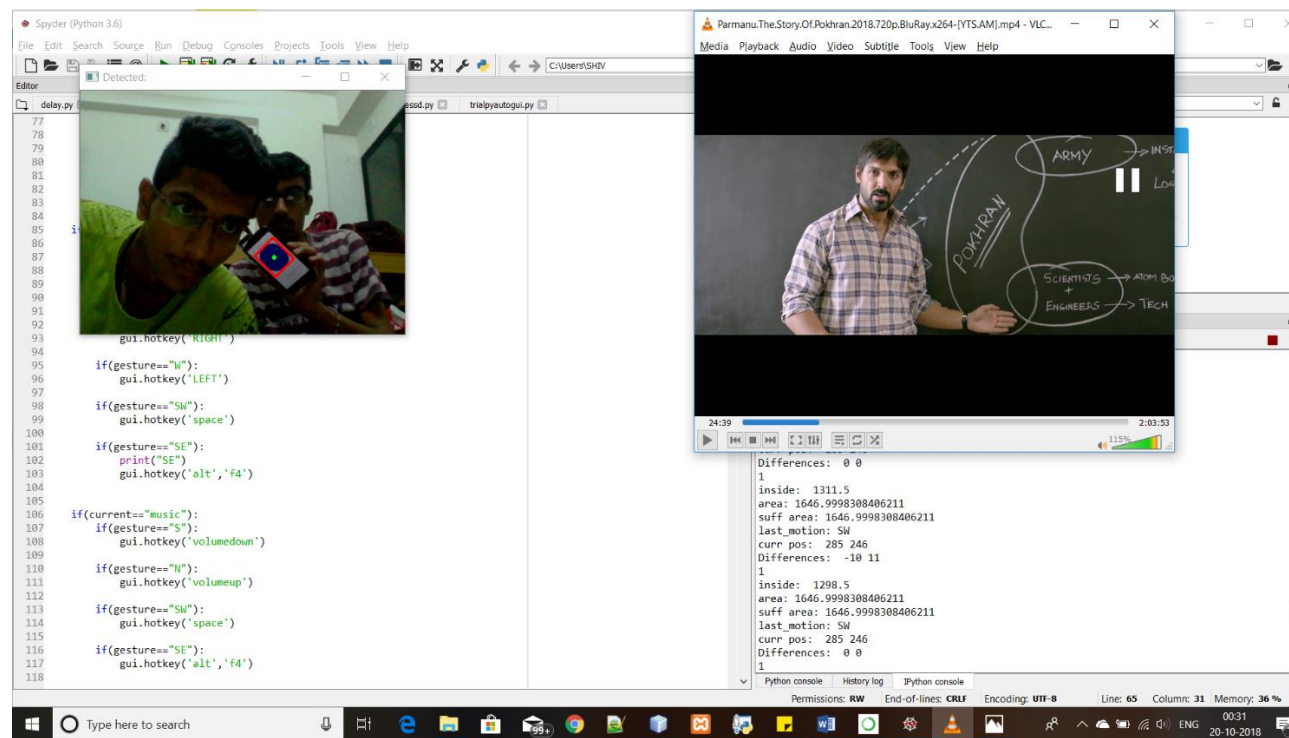 Spyder (Python 3.6)
File Edit Search Source Run Debug Consoles Projects Tools View Help
C:\Users\SHIV
Editor
delay.py
essd.py
trialpyautogui.py
Detected:
77
78
79
80
81
82
83
84
85
86
87
88
89
90
91
92
93 gui.hotkey('RIGHT')
94
95 if(gesture=="W"):
96 gui.hotkey('LEFT')
97
98 if(gesture=="SW"):
99 gui.hotkey('space')
100
101 if(gesture=="SE"):
102 print("SE")
103 gui.hotkey('alt','f4')
104
105
106 if(current=="music"):
107 if(gesture=="S"):
108 gui.hotkey('volumedown')
109
110 if(gesture=="N"):
111 gui.hotkey('volumeup')
112
113 if(gesture=="SW"):
114 gui.hotkey('space')
115
116 if(gesture=="SE"):
117 gui.hotkey('alt','f4')
118
Parmanu.The.Story.Of.Pokhran.2018.720p.BluRay.x264-[YTS.AM].mp4 - VLC...
Media Playback Audio Video Subtitle Tools View Help
ARMY
POKHRAN
SCIENTISTS
+
ENGINEERS
ATOM BO
TECH
24:39
2:03:53
115%
Differences: 0 0
1
inside: 1311.5
area: 1646.9998308406211
suff area: 1646.9998308406211
last_motion: SW
curr pos: 285 246
Differences: -10 11
1
inside: 1298.5
area: 1646.9998308406211
suff area: 1646.9998308406211
last_motion: SW
curr pos: 285 246
Differences: 0 0
1
Python console History log IPython console
Permissions: RW End-of-lines: CRLF Encoding: UTF-8 Line: 65 Column: 31 Memory: 36 %
Type here to search
99+
ENG
00:31
20-10-2018